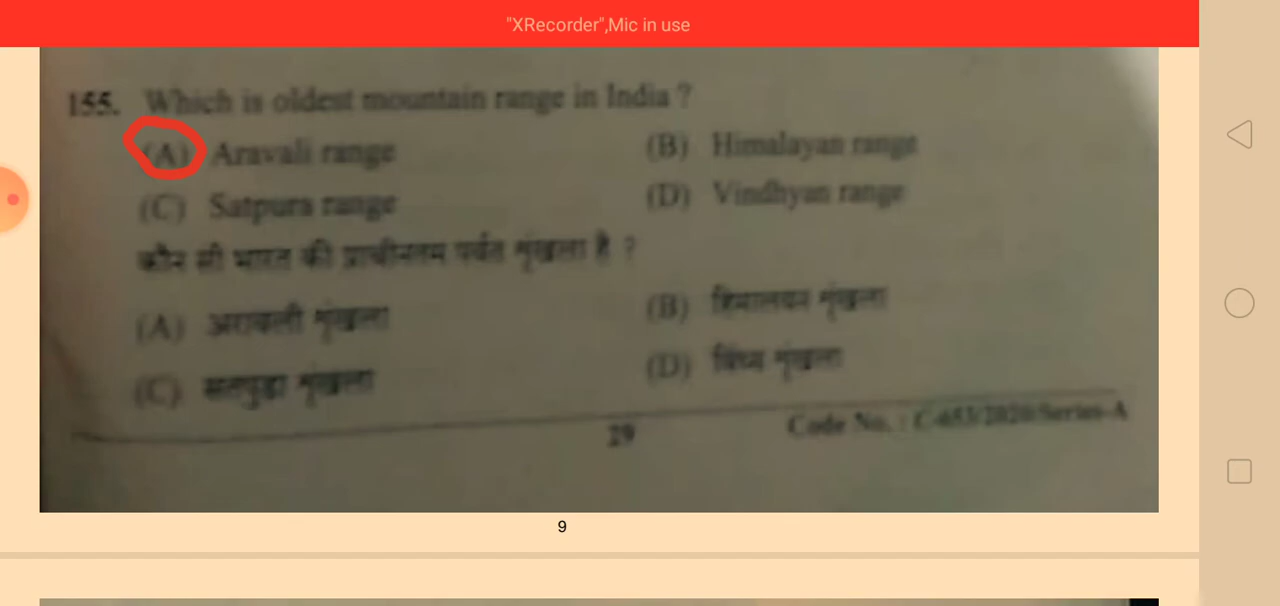 "XRecorder",Mic in use
155. Which is oldest mountain range in India ?
(A) Aravali range (B) Himalayan range
(C) Satpura range (D) Vindhyan range
कौन सी भारत की प्राचीनतम पर्वत शृंखला है ?
(A) अरावली शृंखला (B) हिमालयन शृंखला
(C) सतपुड़ा शृंखला (D) विंध्य शृंखला
29 Code No. : C-653/2020/Series-A
9